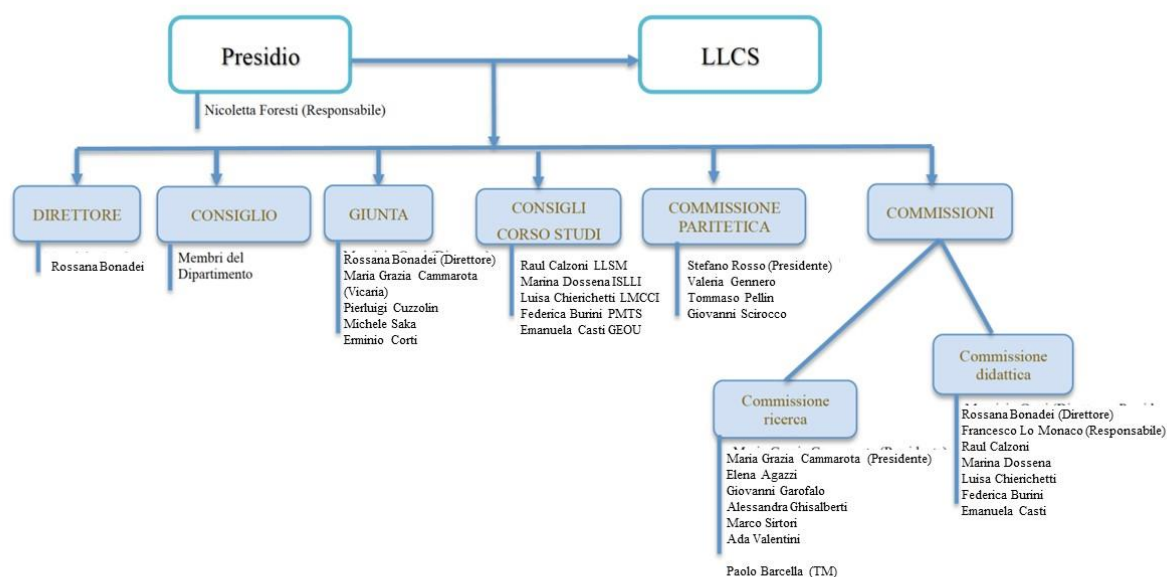 Presidio
LLCS
Nicoletta Foresti (Responsabile)
DIRETTORE
Rossana Bonadei
CONSIGLIO
Membri del
Dipartimento
GIUNTA
Rossana Bonadei (Direttore)
Maria Grazia Cammarota
(Vicaria)
Pierluigi Cuzzolin
Michele Saka
Erminio Corti
CONSIGLI
CORSO STUDI
Raul Calzoni LLSM
Marina Dossena ISLLI
Luisa Chierichetti LMCCI
Federica Burini PMTS
Emanuela Casti GEOU
COMMISSIONE
PARITETICA
Stefano Rosso (Presidente)
Valeria Gennero
Tommaso Pellin
Giovanni Scirocco
COMMISSIONI
Commissione
ricerca
Maria Grazia Cammarota (Presidente)
Elena Agazzi
Giovanni Garofalo
Alessandra Ghisalberti
Marco Sirtori
Ada Valentini
Paolo Barcella (TM)
Commissione
didattica
Rossana Bonadei (Direttore)
Francesco Lo Monaco (Responsabile)
Raul Calzoni
Marina Dossena
Luisa Chierichetti
Federica Burini
Emanuela Casti